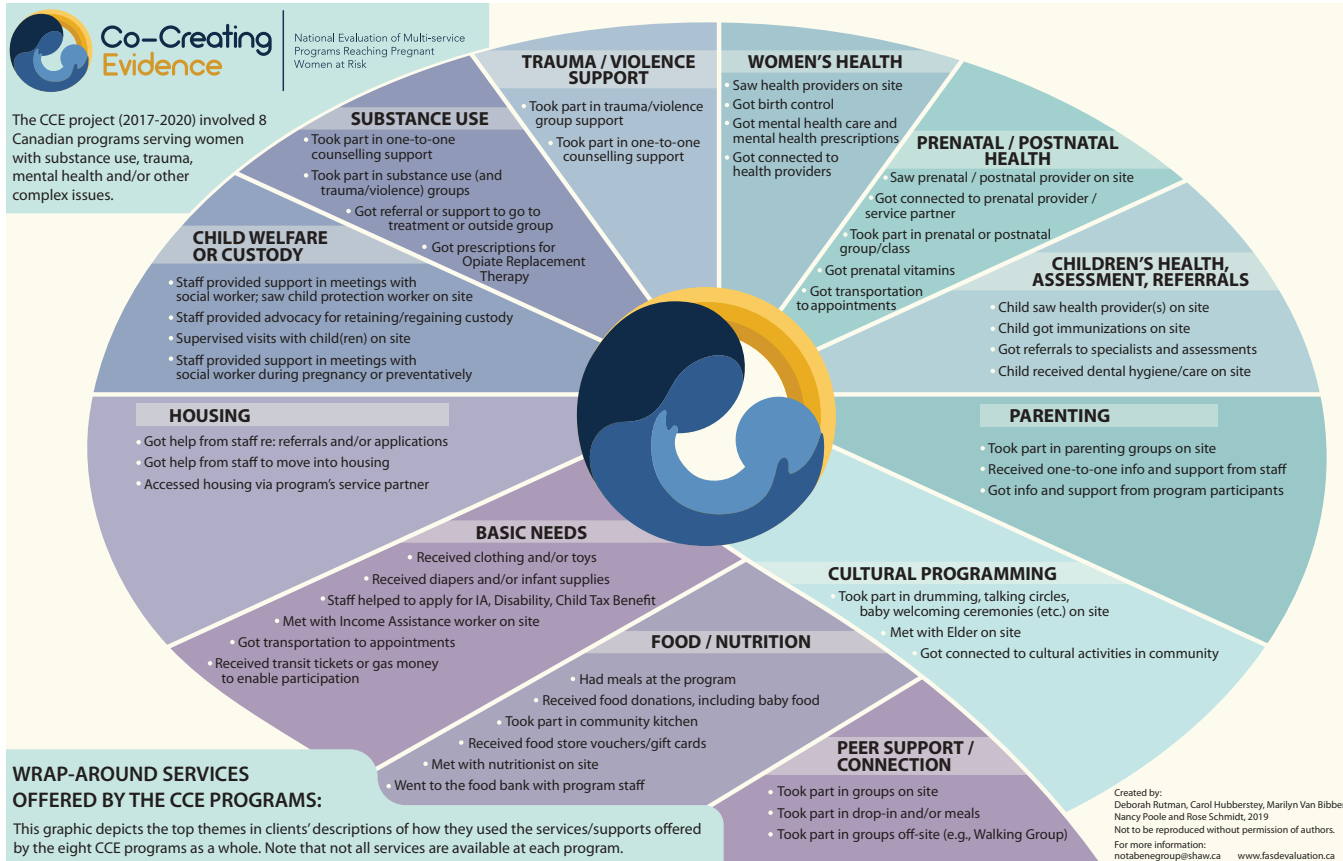 Co-Creating
Evidence
National Evaluation of Multi-service
Programs Reaching Pregnant
Women at Risk
The CCE project (2017-2020) involved 8
Canadian programs serving women
with substance use, trauma,
mental health and/or other
complex issues.
TRAUMA / VIOLENCE
SUPPORT
• Took part in trauma/violence
group support
• Took part in one-to-one
counselling support
WOMEN'S HEALTH
• Saw health providers on site
• Got birth control
• Got mental health care and
mental health prescriptions
• Got connected to
health providers
SUBSTANCE USE
• Took part in one-to-one
counselling support
• Took part in substance use (and
trauma/violence) groups
• Got referral or support to go to
treatment or outside group
• Got prescriptions for
Opiate Replacement
Therapy
PRENATAL / POSTNATAL
HEALTH
• Saw prenatal / postnatal provider on site
• Got connected to prenatal provider /
service partner
• Took part in prenatal or postnatal
group/class
• Got prenatal vitamins
• Got transportation
to appointments
CHILD WELFARE
OR CUSTODY
• Staff provided support in meetings with
social worker; saw child protection worker on site
• Staff provided advocacy for retaining/regaining custody
• Supervised visits with child(ren) on site
• Staff provided support in meetings with
social worker during pregnancy or preventatively
CHILDREN'S HEALTH,
ASSESSMENT, REFERRALS
• Child saw health provider(s) on site
• Child got immunizations on site
• Got referrals to specialists and assessments
• Child received dental hygiene/care on site
HOUSING
• Got help from staff re: referrals and/or applications
• Got help from staff to move into housing
• Accessed housing via program's service partner
PARENTING
• Took part in parenting groups on site
• Received one-to-one info and support from staff
• Got info and support from program participants
BASIC NEEDS
• Received clothing and/or toys
• Received diapers and/or infant supplies
• Staff helped to apply for IA, Disability, Child Tax Benefit
• Met with Income Assistance worker on site
• Got transportation to appointments
• Received transit tickets or gas money
to enable participation
CULTURAL PROGRAMMING
• Took part in drumming, talking circles,
baby welcoming ceremonies (etc.) on site
• Met with Elder on site
• Got connected to cultural activities in community
FOOD / NUTRITION
• Had meals at the program
• Received food donations, including baby food
• Took part in community kitchen
• Received food store vouchers/gift cards
• Met with nutritionist on site
• Went to the food bank with program staff
PEER SUPPORT /
CONNECTION
• Took part in groups on site
• Took part in drop-in and/or meals
• Took part in groups off-site (e.g., Walking Group)
WRAP-AROUND SERVICES
OFFERED BY THE CCE PROGRAMS:
This graphic depicts the top themes in clients' descriptions of how they used the services/supports offered
by the eight CCE programs as a whole. Note that not all services are available at each program.
Created by:
Deborah Rutman, Carol Hubberstey, Marilyn Van Bibber
Nancy Poole and Rose Schmidt, 2019
Not to be reproduced without permission of authors.
For more information:
notabenegroup@shaw.ca www.fasdevaluation.ca